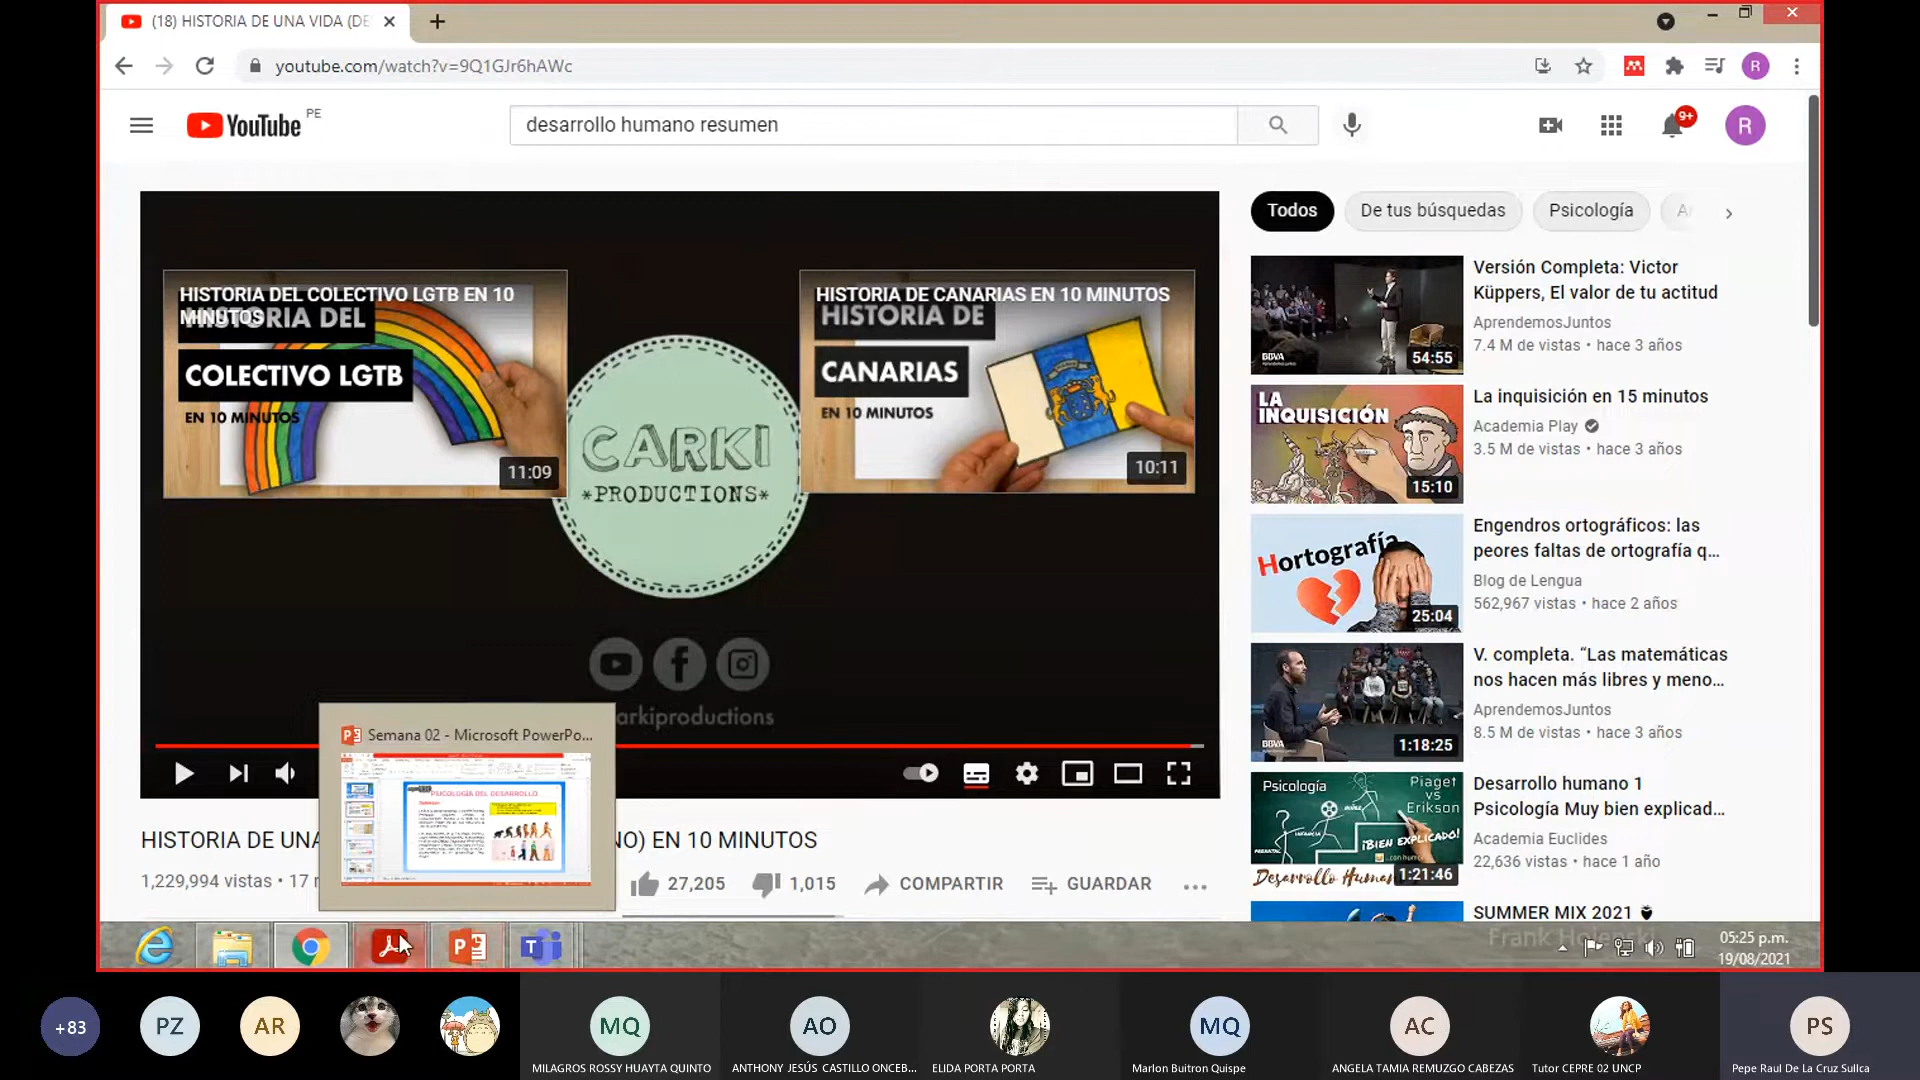 (18) HISTORIA DE UNA VIDA (DE
youtube.com/watch?v=9Q1GJr6hAWc
R
YouTube PE
desarrollo humano resumen
9+
R
HISTORIA DEL COLECTIVO LGTB EN 10
MINUTOS
HISTORIA DEL
COLECTIVO LGTB
EN 10 MINUTOS
11:09
CARKI
*PRODUCTIONS*
HISTORIA DE CANARIAS EN 10 MINUTOS
HISTORIA DE
CANARIAS
EN 10 MINUTOS
10:11
arkiproductions
Semana 02 - Microsoft PowerPo...
PSICOLOGÍA DEL DESARROLLO
HISTORIA DE UNA
NO) EN 10 MINUTOS
1,229,994 vistas • 17
27,205
1,015
COMPARTIR
GUARDAR
Todos
De tus búsquedas
Psicología
Versión Completa: Victor
Küppers, El valor de tu actitud
AprendemosJuntos
7.4 M de vistas • hace 3 años
BBVA
54:55
La inquisición en 15 minutos
Academia Play
3.5 M de vistas • hace 3 años
LA
INQUISICIÓN
15:10
Engendros ortográficos: las
peores faltas de ortografía q...
Blog de Lengua
562,967 vistas • hace 2 años
Hortografía
25:04
V. completa. “Las matemáticas
nos hacen más libres y meno...
AprendemosJuntos
8.5 M de vistas • hace 3 años
BBVA
1:18:25
Desarrollo humano 1
Psicología Muy bien explicad...
Academia Euclides
22,636 vistas • hace 1 año
Psicología
Piaget
vs
Erikson
¡BIEN EXPLICADO!
Desarrollo Human
1:21:46
SUMMER MIX 2021
Frank Holenski
05:25 p.m.
19/08/2021
+83
PZ
AR
MQ
MILAGROS ROSSY HUAYTA QUINTO
AO
ANTHONY JESÚS CASTILLO ONCEB...
ELIDA PORTA PORTA
MQ
Marlon Buitron Quispe
AC
ANGELA TAMIA REMUZGO CABEZAS
Tutor CEPRE 02 UNCP
PS
Pepe Raul De La Cruz Sullca